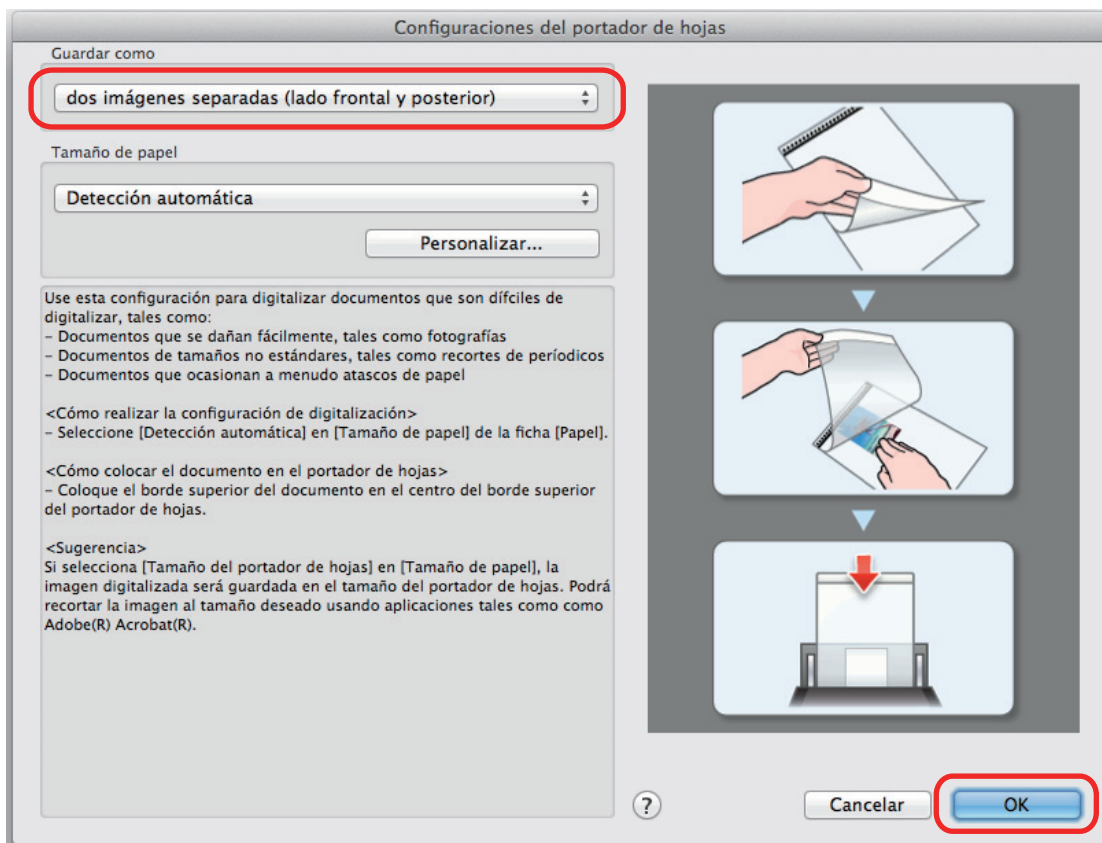 Configuraciones del portador de hojas
Guardar como
dos imágenes separadas (lado frontal y posterior)
Tamaño de papel
Detección automática
Personalizar...
Use esta configuración para digitalizar documentos que son difíciles de
digitalizar, tales como:
– Documentos que se dañan fácilmente, tales como fotografías
– Documentos de tamaños no estándares, tales como recortes de períodicos
– Documentos que ocasionan a menudo atascos de papel
<Cómo realizar la configuración de digitalización>
– Seleccione [Detección automática] en [Tamaño de papel] de la ficha [Papel].
<Cómo colocar el documento en el portador de hojas>
– Coloque el borde superior del documento en el centro del borde superior
del portador de hojas.
<Sugerencia>
Si selecciona [Tamaño del portador de hojas] en [Tamaño de papel], la
imagen digitalizada será guardada en el tamaño del portador de hojas. Podrá
recortar la imagen al tamaño deseado usando aplicaciones tales como como
Adobe(R) Acrobat(R).
?
Cancelar
OK